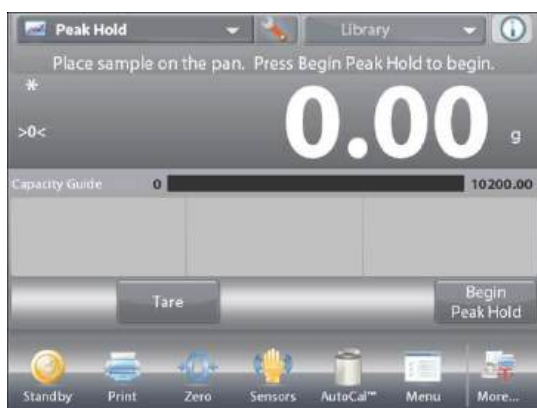 Peak Hold
Library
Place sample on the pan. Press Begin Peak Hold to begin.
*
>0<
0.00 g
Capacity Guide 0 10200.00
Tare
Begin
Peak Hold
Standby Print Zero Sensors AutoCal™ Menu More...